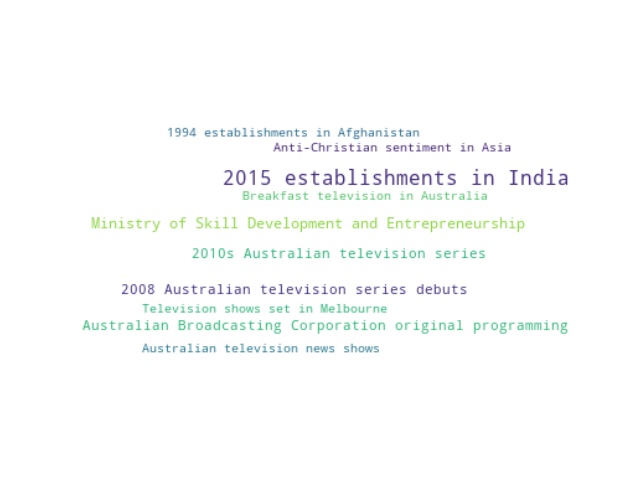 1994 establishments in Afghanistan
Anti-Christian sentiment in Asia
2015 establishments in India
Breakfast television in Australia
Ministry of Skill Development and Entrepreneurship
2010s Australian television series
2008 Australian television series debuts
Television shows set in Melbourne
Australian Broadcasting Corporation original programming
Australian television news shows